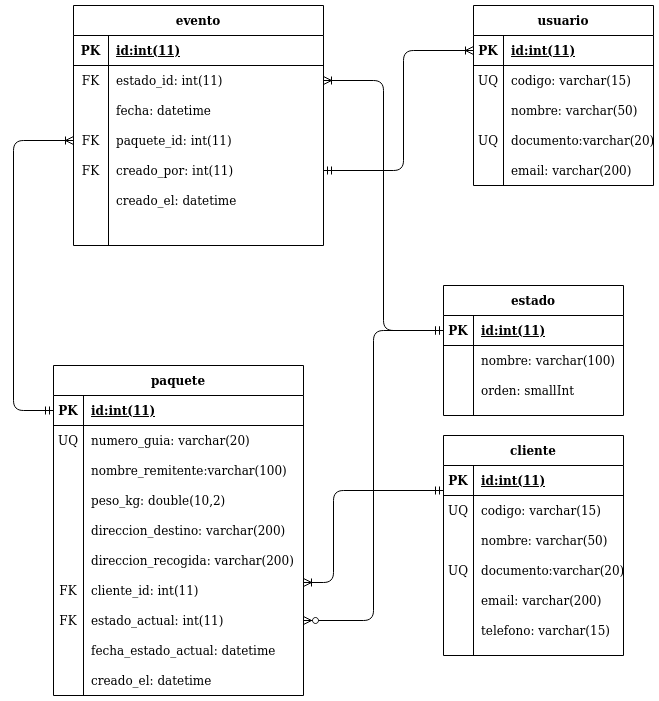 evento
PK id:int(11)
FK estado_id: int(11)
fecha: datetime
FK paquete_id: int(11)
FK creado_por: int(11)
creado_el: datetime
usuario
PK id:int(11)
UQ codigo: varchar(15)
nombre: varchar(50)
UQ documento:varchar(20)
email: varchar(200)
estado
PK id:int(11)
nombre: varchar(100)
orden: smallInt
paquete
PK id:int(11)
UQ numero_guia: varchar(20)
nombre_remitente:varchar(100)
peso_kg: double(10,2)
direccion_destino: varchar(200)
direccion_recogida: varchar(200)
FK cliente_id: int(11)
FK estado_actual: int(11)
fecha_estado_actual: datetime
creado_el: datetime
cliente
PK id:int(11)
UQ codigo: varchar(15)
nombre: varchar(50)
UQ documento:varchar(20)
email: varchar(200)
telefono: varchar(15)